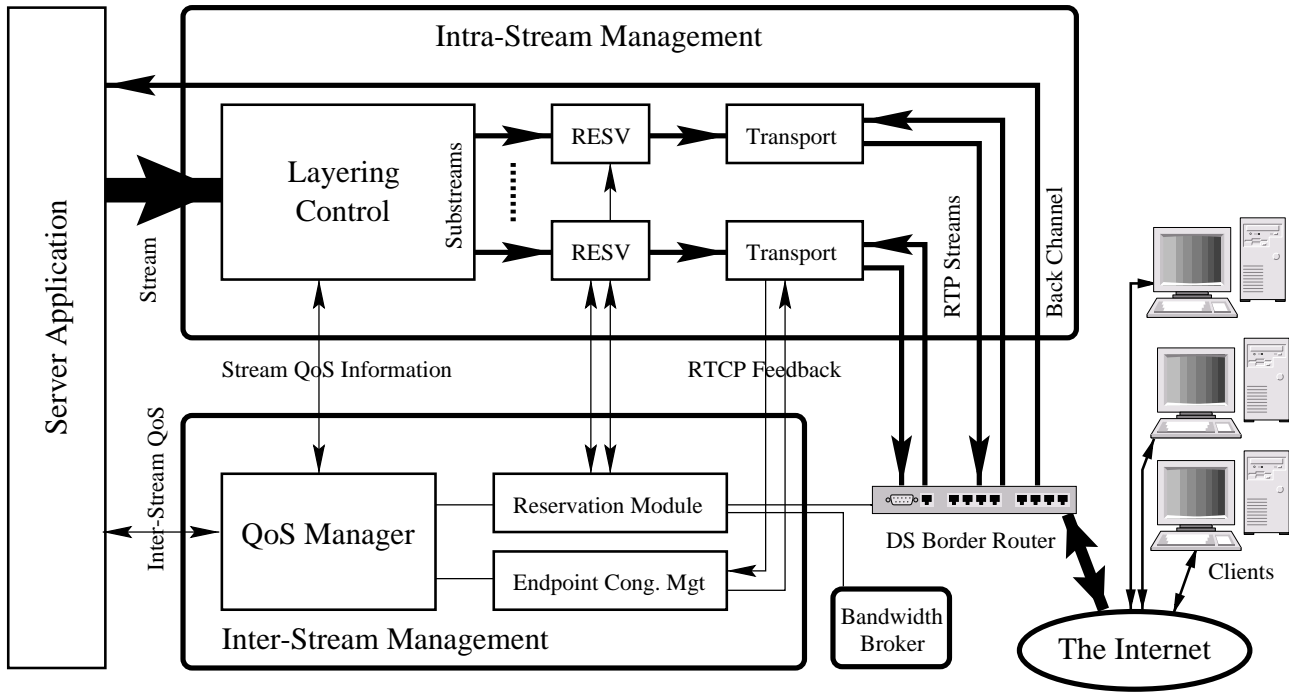 Intra-Stream Management
Server Application
Stream
Layering
Control
Substreams
RESV
Transport
RESV
Transport
RTP Streams
Back Channel
Stream QoS Information
RTCP Feedback
Inter-Stream QoS
QoS Manager
Reservation Module
Endpoint Cong. Mgt
Inter-Stream Management
DS Border Router
Bandwidth
Broker
Clients
The Internet